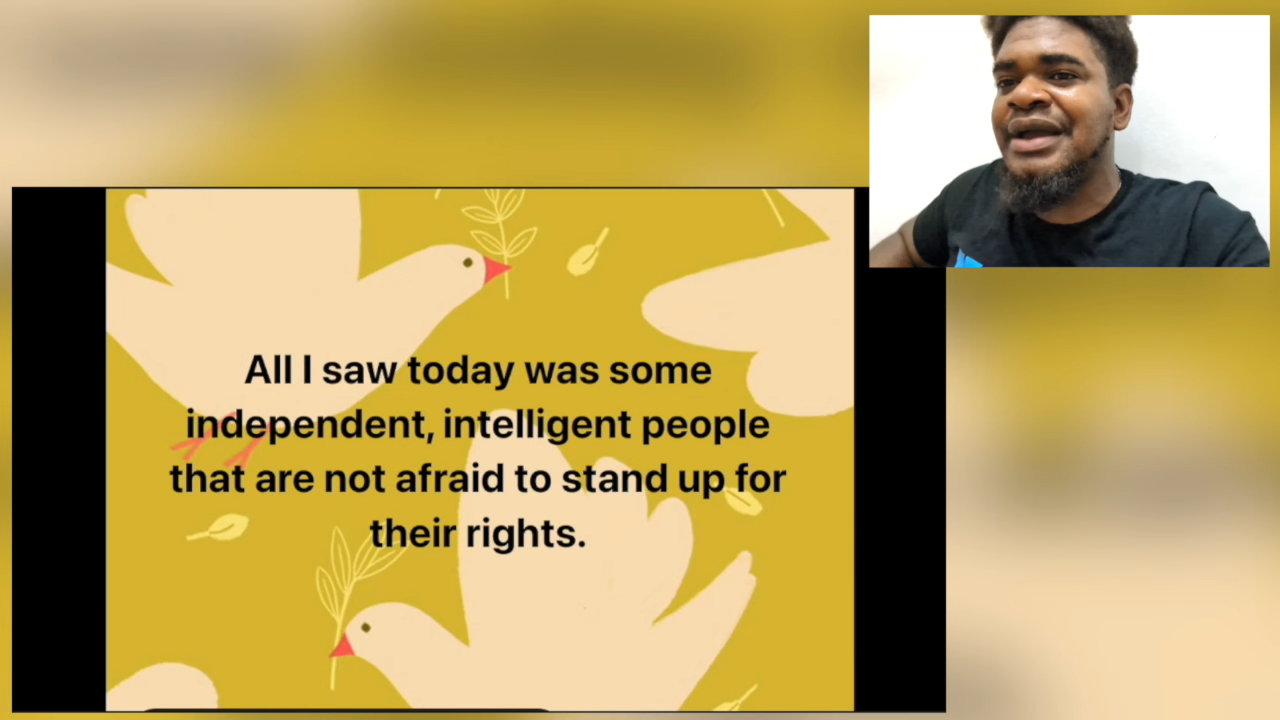 All I saw today was some
independent, intelligent people
that are not afraid to stand up for
their rights.